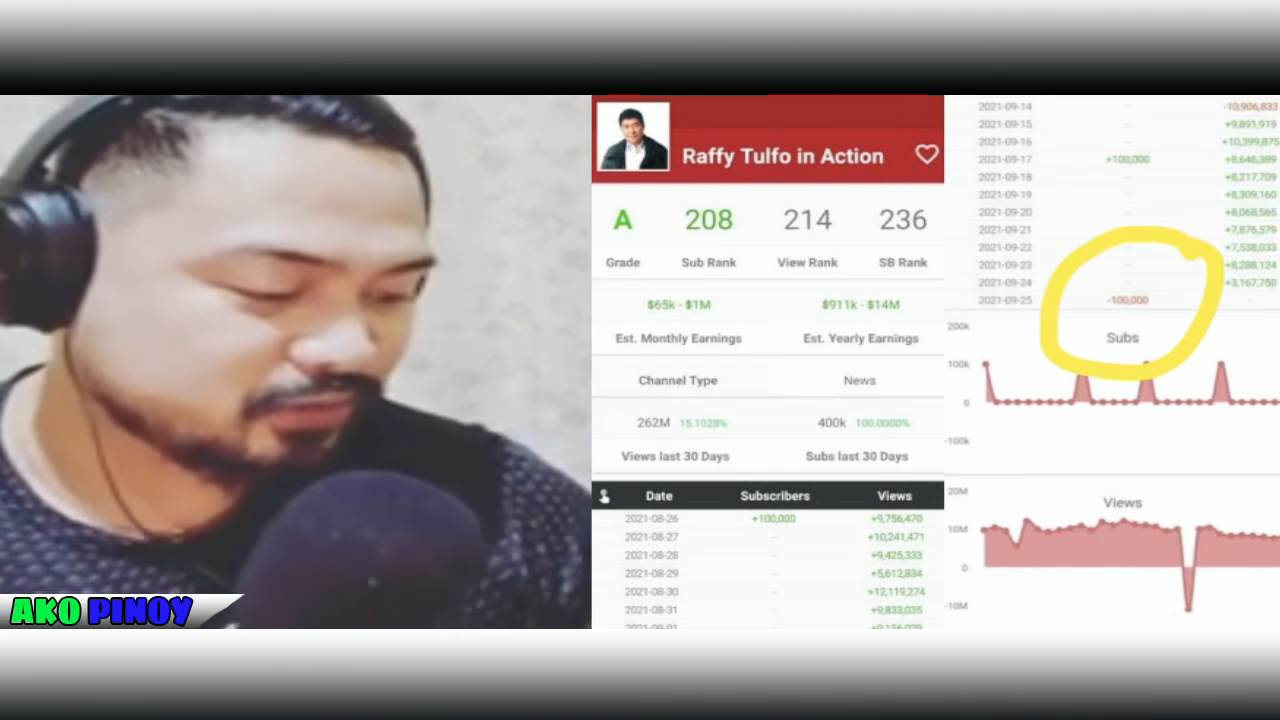 AKO PINOY
Raffy Tulfo in Action
A 208 214 236
Grade Sub Rank View Rank SB Rank
$65k - $1M $911k - $14M
Est. Monthly Earnings Est. Yearly Earnings
Channel Type News
262M 15.1028% 400k 100.0000%
Views last 30 Days Subs last 30 Days
Date Subscribers Views
2021-08-26 +100,000 +9,756,470
2021-08-27 -- +10,241,471
2021-08-28 -- +9,425,333
2021-08-29 -- +5,612,834
2021-08-30 -- +12,119,274
2021-08-31 -- +9,833,035
2021-09-01 +9,156,029
2021-09-14 -- -10,906,833
2021-09-15 -- +9,891,919
2021-09-16 -- +10,399,875
2021-09-17 +100,000 +8,646,389
2021-09-18 -- +8,217,709
2021-09-19 -- +8,309,160
2021-09-20 -- +8,068,565
2021-09-21 -- +7,876,579
2021-09-22 -- +7,538,033
2021-09-23 -- +8,288,124
2021-09-24 -- +3,167,750
2021-09-25 -100,000 --
Subs
200k
100k
0
-100k
Views
20M
10M
0
-10M